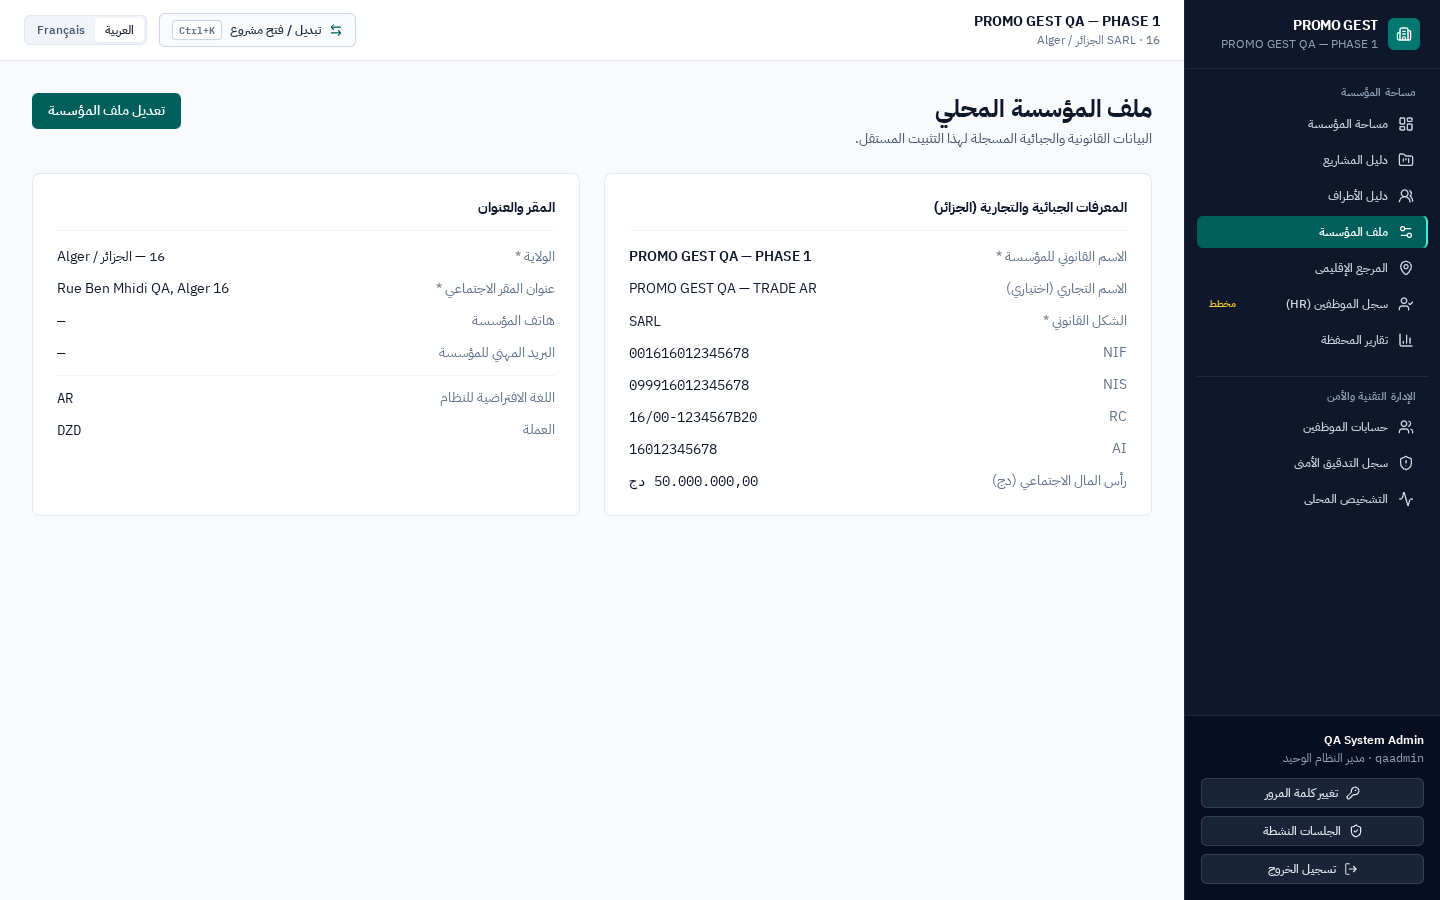 PROMO GEST
PROMO GEST QA — PHASE 1
مساحة المؤسسة
مساحة المؤسسة
دليل المشاريع
دليل الأطراف
ملف المؤسسة
المرجع الإقليمي
سجل الموظفين (HR) مخطط
تقارير المحفظة
الإدارة التقنية والأمن
حسابات الموظفين
سجل التدقيق الأمني
التشخيص المحلي
QA System Admin
qaadmin · مدير النظام الوحيد
تغيير كلمة المرور
الجلسات النشطة
تسجيل الخروج
PROMO GEST QA — PHASE 1
SARL · 16 الجزائر / Alger
تبديل / فتح مشروع Ctrl+K
العربية Français
ملف المؤسسة المحلي
البيانات القانونية والجبائية المسجلة لهذا التثبيت المستقل.
تعديل ملف المؤسسة
المعرفات الجبائية والتجارية (الجزائر)
الاسم القانوني للمؤسسة * PROMO GEST QA — PHASE 1
الاسم التجاري (اختياري) PROMO GEST QA — TRADE AR
الشكل القانوني * SARL
NIF 001616012345678
NIS 099916012345678
RC 16/00-1234567B20
AI 16012345678
رأس المال الاجتماعي (دج) 50.000.000,00 دج
المقر والعنوان
الولاية * 16 — الجزائر / Alger
عنوان المقر الاجتماعي * Rue Ben Mhidi QA, Alger 16
هاتف المؤسسة —
البريد المهني للمؤسسة —
اللغة الافتراضية للنظام AR
العملة DZD